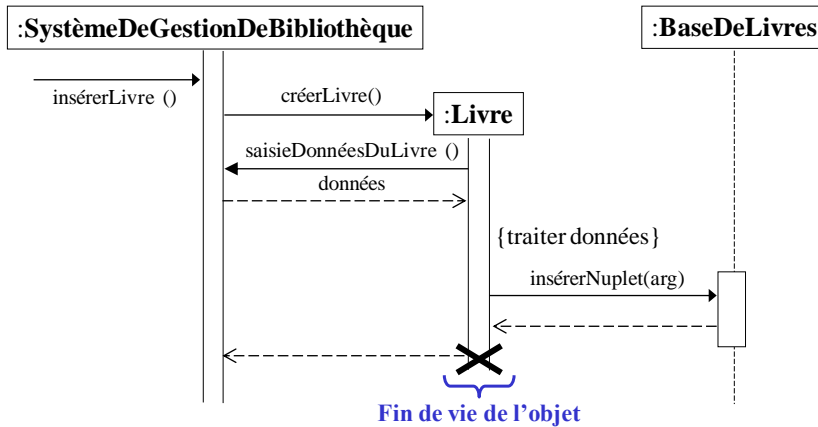 :SystèmeDeGestionDeBibliothèque
:BaseDeLivres
insérerLivre ()
créerLivre()
:Livre
saisieDonnéesDuLivre ()
données
{traiter données}
insérerNuplet(arg)
Fin de vie de l’objet